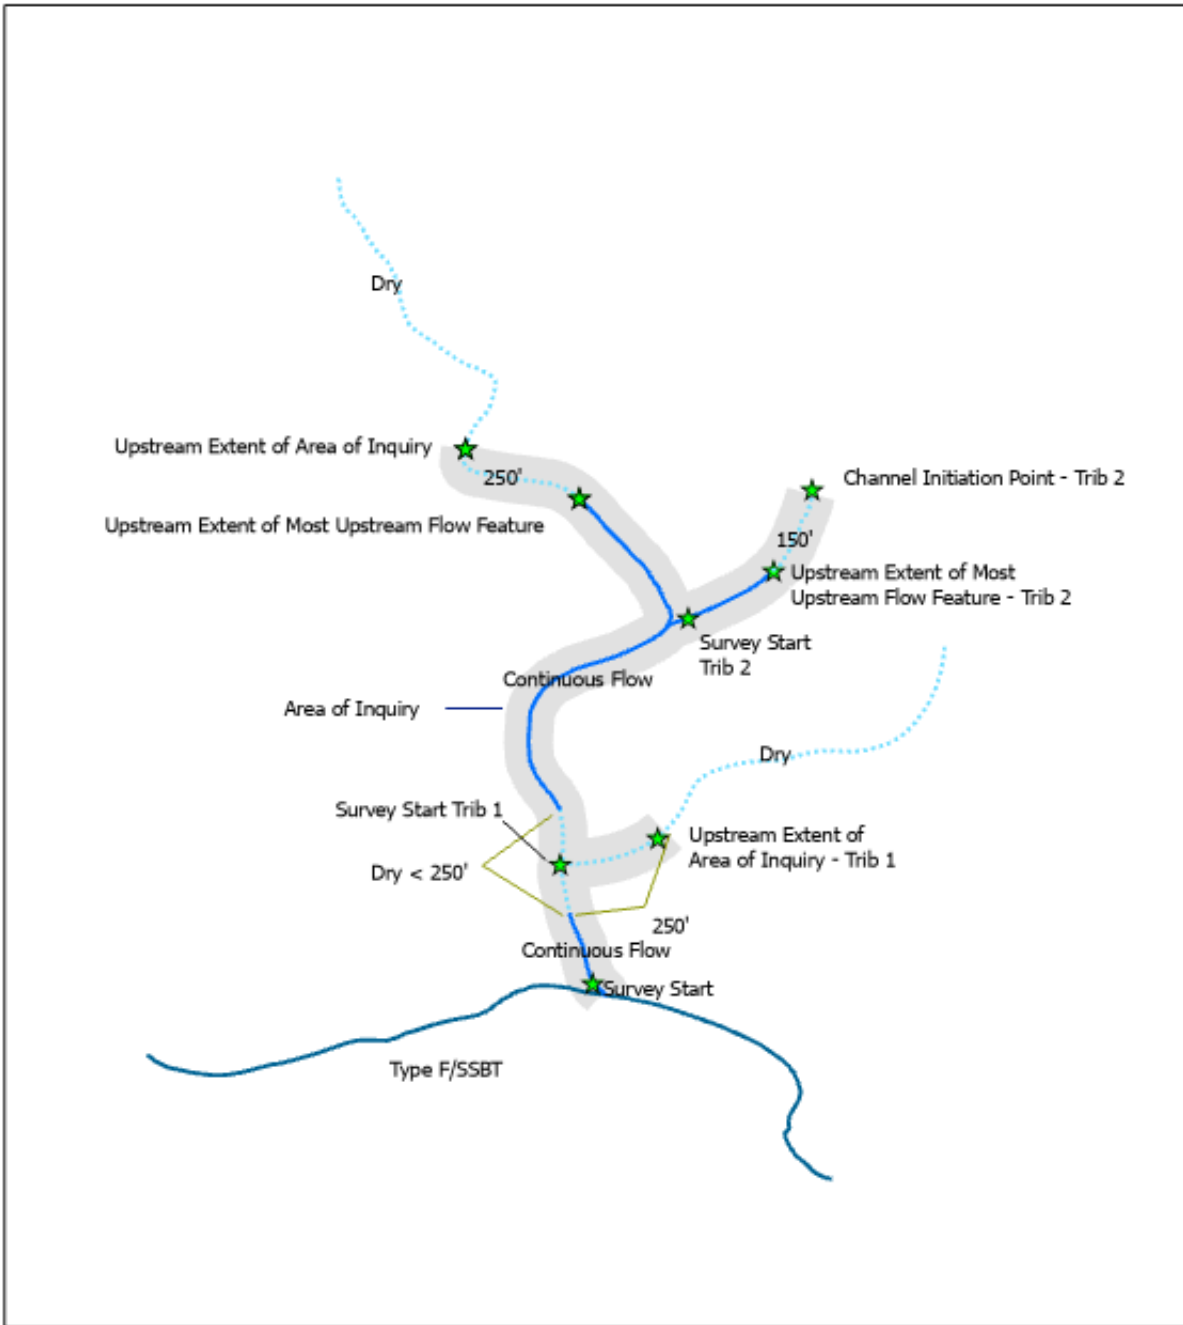 Dry
Upstream Extent of Area of Inquiry
250'
Channel Initiation Point - Trib 2
Upstream Extent of Most Upstream Flow Feature
150'
Upstream Extent of Most
Upstream Flow Feature - Trib 2
Survey Start
Trib 2
Continuous Flow
Area of Inquiry
Dry
Survey Start Trib 1
Upstream Extent of
Area of Inquiry - Trib 1
Dry < 250'
250'
Continuous Flow
Survey Start
Type F/SSBT